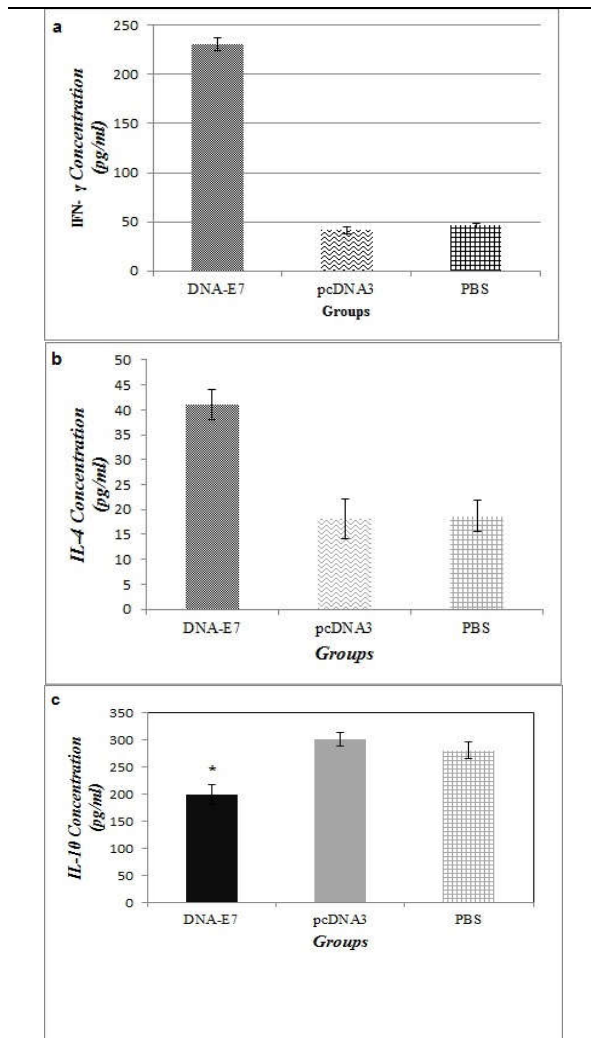 a
250
200
150
100
50
0
IFN- γ Concentration
(pg/ml)
DNA-E7 pcDNA3 PBS
Groups
b
50
45
40
35
30
25
20
15
10
5
0
IL-4 Concentration
(pg/ml)
DNA-E7 pcDNA3 PBS
Groups
c
350
300
250
200
150
100
50
0
IL-10 Concentration
(pg/ml)
*
DNA-E7 pcDNA3 PBS
Groups